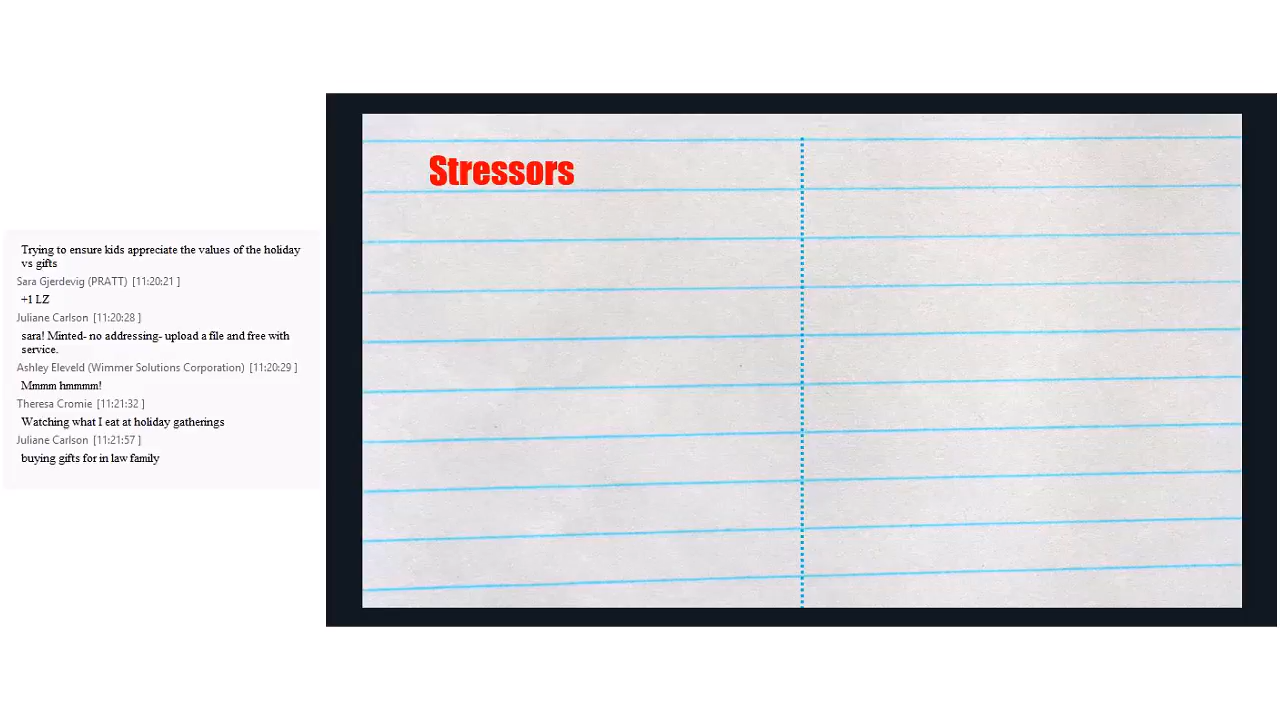 Trying to ensure kids appreciate the values of the holiday
vs gifts
Sara Gjerdevig (PRATT) [11:20:21 ]
+1 LZ
Juliane Carlson [11:20:28 ]
sara! Minted- no addressing- upload a file and free with
service.
Ashley Eleveld (Wimmer Solutions Corporation) [11:20:29 ]
Mmmm hmmmm!
Theresa Cromie [11:21:32 ]
Watching what I eat at holiday gatherings
Juliane Carlson [11:21:57 ]
buying gifts for in law family
Stressors